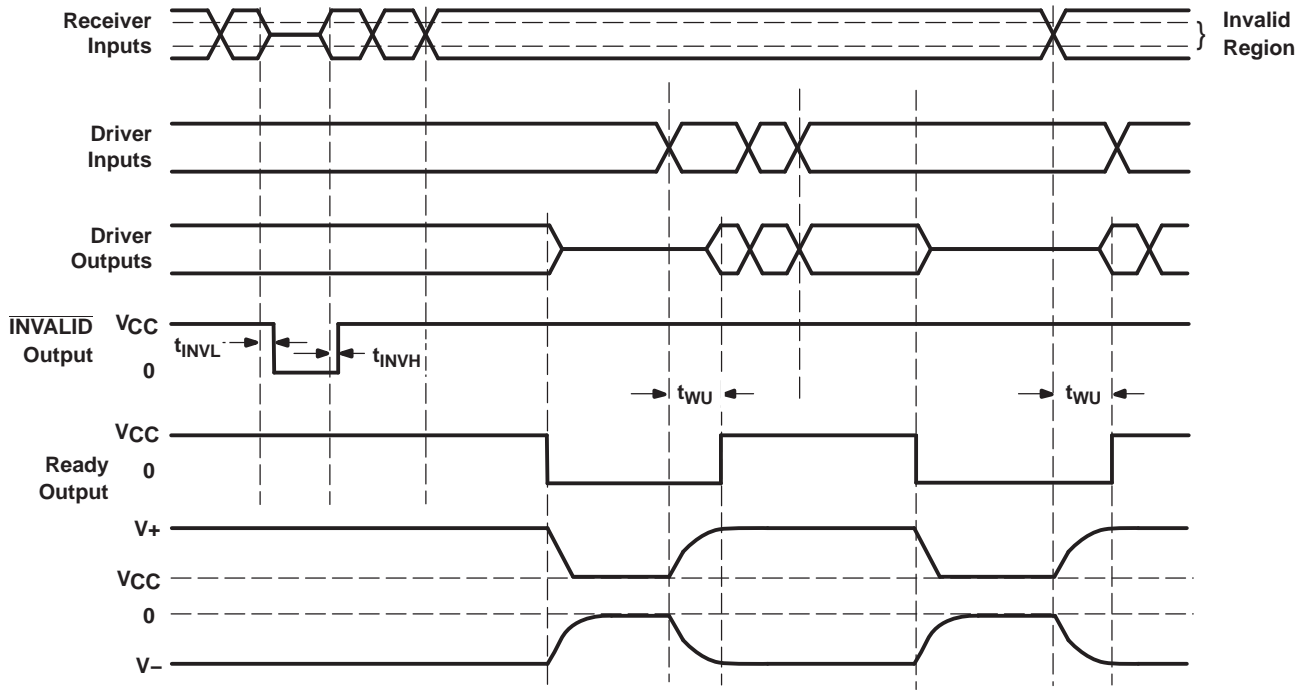 Receiver
Inputs
}
Invalid
Region
Driver
Inputs
Driver
Outputs
INVALID
Output
VCC
0
tINVL
tINVH
tWU
tWU
Ready
Output
VCC
0
V+
VCC
0
V−